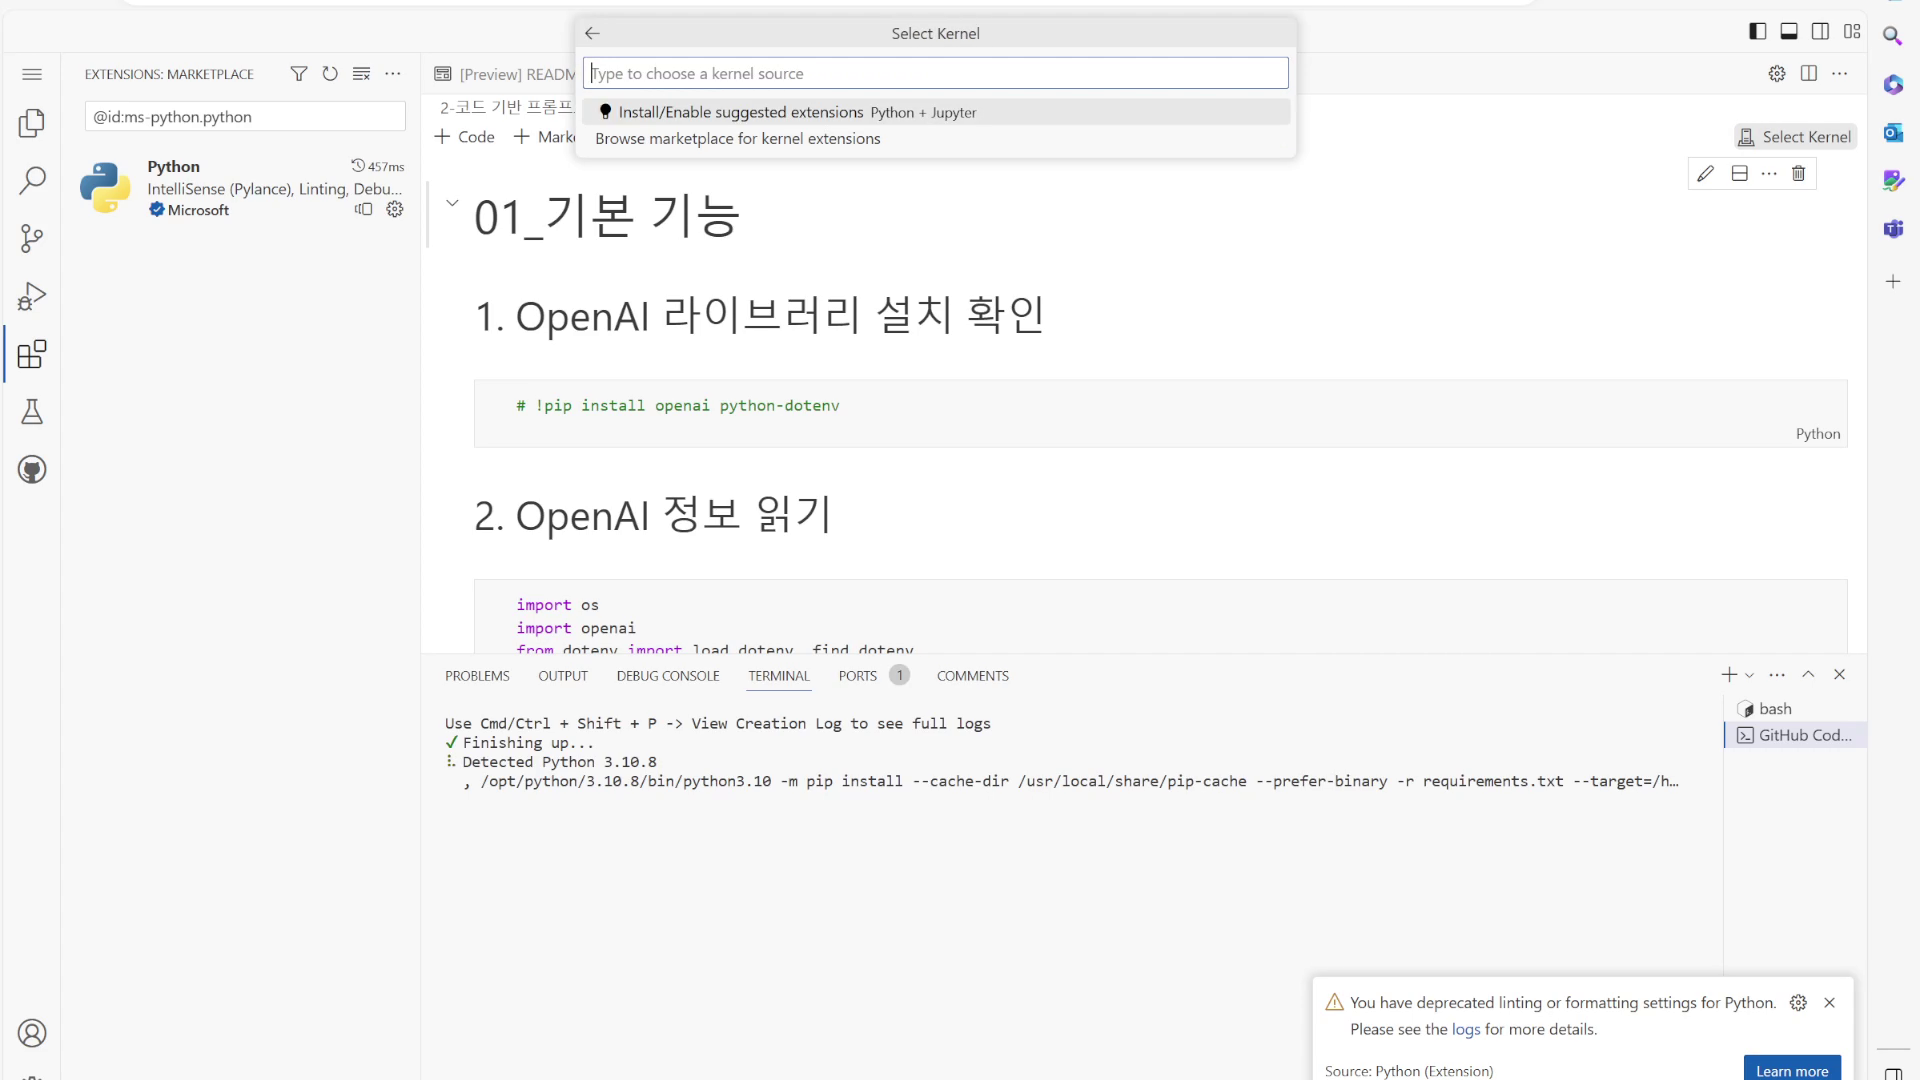 Select Kernel
Type to choose a kernel source
Install/Enable suggested extensions Python + Jupyter
Browse marketplace for kernel extensions
EXTENSIONS: MARKETPLACE
@id:ms-python.python
Python 457ms
IntelliSense (Pylance), Linting, Debu...
Microsoft
[Preview] README
2-코드 기반 프롬프
+ Code + Mark
Select Kernel
01_기본 기능
1. OpenAI 라이브러리 설치 확인
# !pip install openai python-dotenv
Python
2. OpenAI 정보 읽기
import os
import openai
from dotenv import load_dotenv, find_dotenv
PROBLEMS OUTPUT DEBUG CONSOLE TERMINAL PORTS 1 COMMENTS
Use Cmd/Ctrl + Shift + P -> View Creation Log to see full logs
✓ Finishing up...
⠧ Detected Python 3.10.8
, /opt/python/3.10.8/bin/python3.10 -m pip install --cache-dir /usr/local/share/pip-cache --prefer-binary -r requirements.txt --target=/h…
bash
GitHub Cod...
You have deprecated linting or formatting settings for Python.
Please see the logs for more details.
Source: Python (Extension)
Learn more